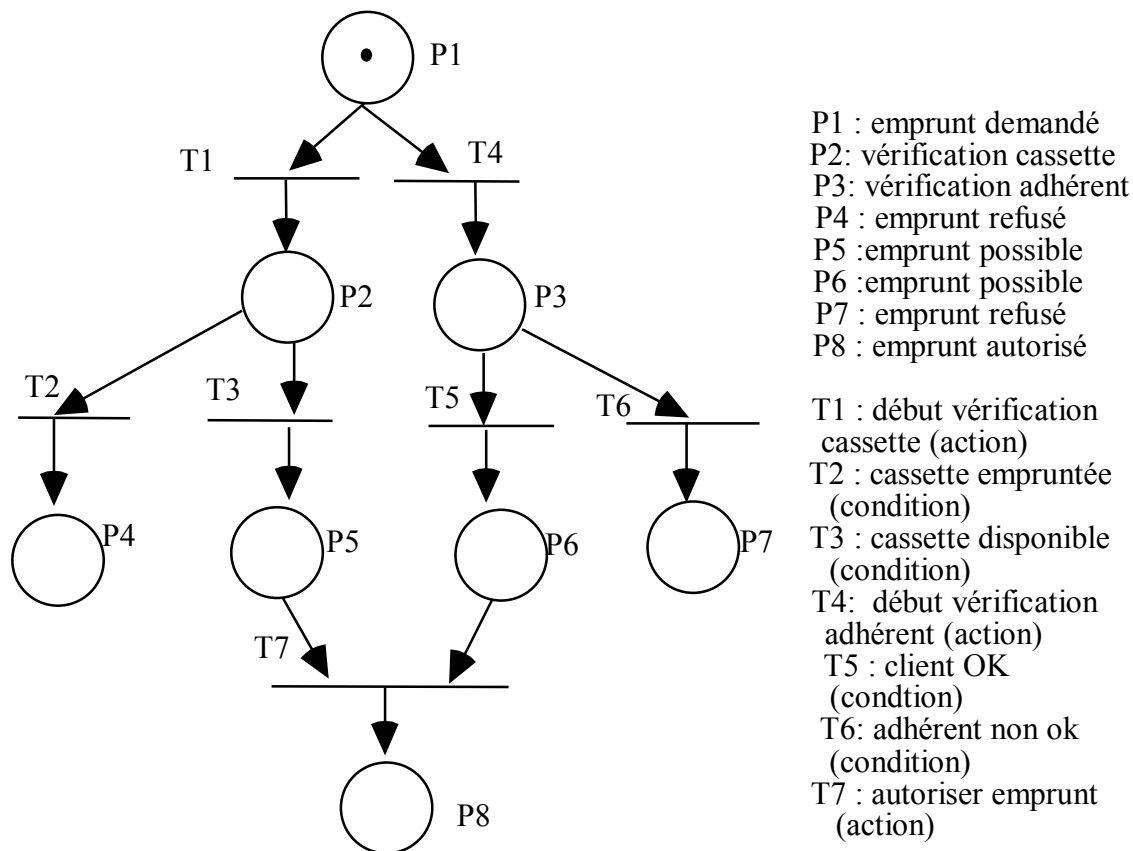 P1
T1
T4
P2
P3
T2
T3
T5
T6
P4
P5
P6
P7
T7
P8
P1 : emprunt demandé
P2: vérification cassette
P3: vérification adhérent
P4 : emprunt refusé
P5 :emprunt possible
P6 :emprunt possible
P7 : emprunt refusé
P8 : emprunt autorisé
T1 : début vérification
cassette (action)
T2 : cassette empruntée
(condition)
T3 : cassette disponible
(condition)
T4: début vérification
adhérent (action)
T5 : client OK
(condtion)
T6: adhérent non ok
(condition)
T7 : autoriser emprunt
(action)